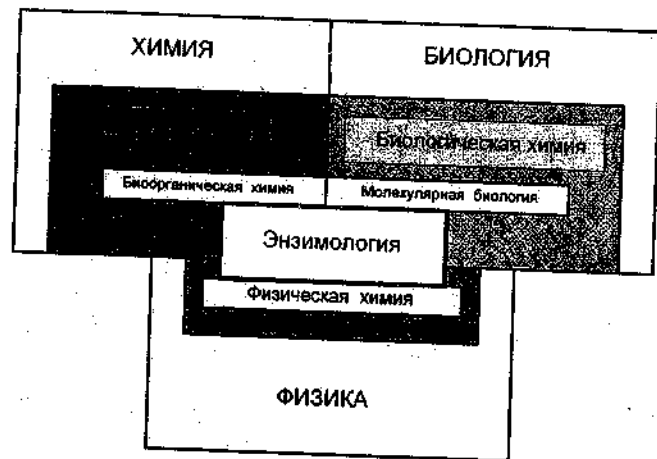 ХИМИЯ
БИОЛОГИЯ
Биологическая химия
Биоорганическая химия
Молекулярная биология
Энзимология
Физическая химия
ФИЗИКА